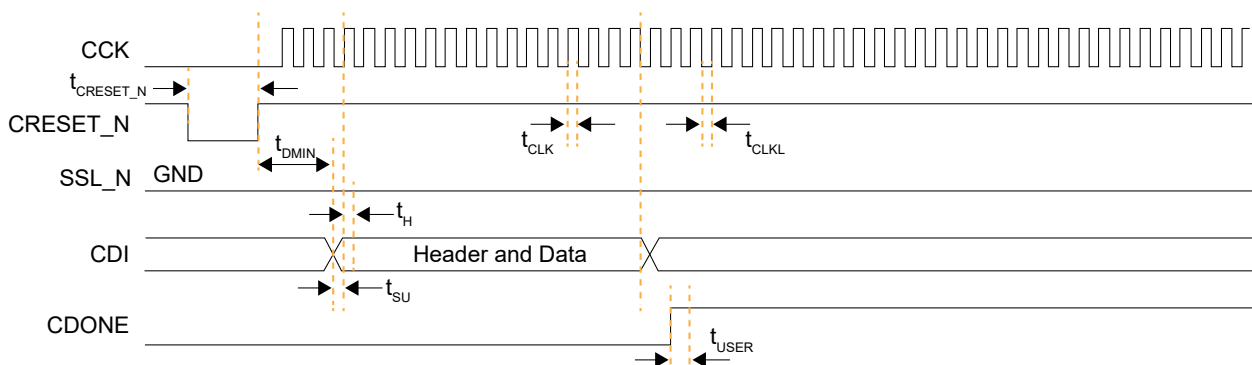 CCK
tCRESET_N
CRESET_N
tCLK
tCLKL
tDMIN
SSL_N GND
tH
CDI Header and Data
tSU
CDONE
tUSER